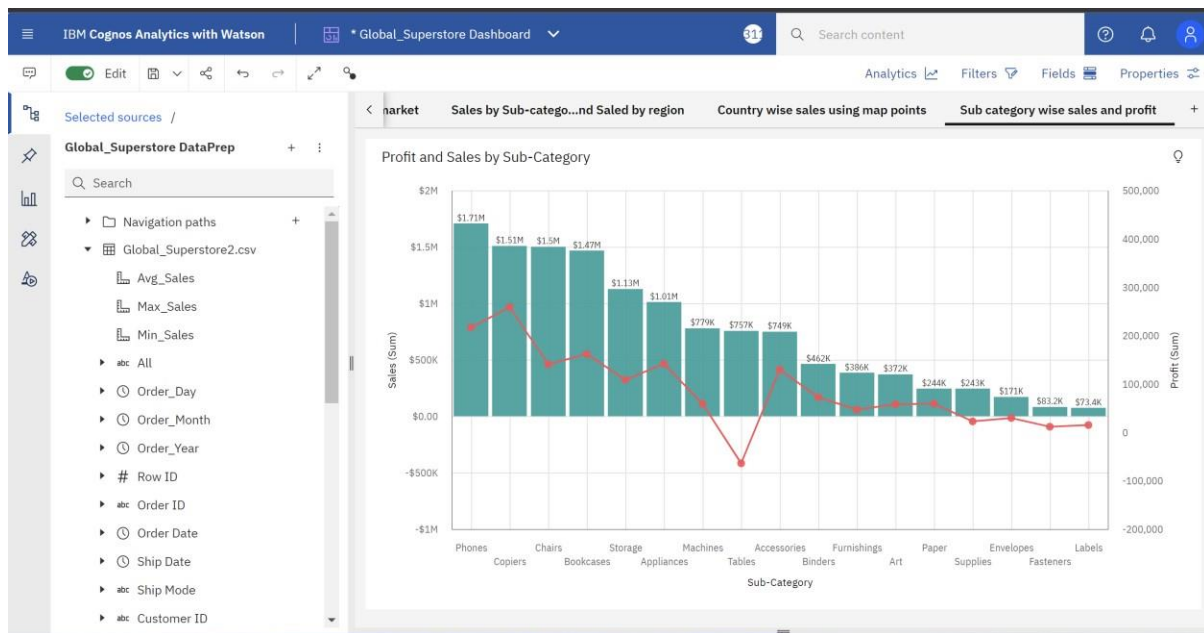 IBM Cognos Analytics with Watson
* Global_Superstore Dashboard
Search content
Edit
Analytics
Filters
Fields
Properties
Selected sources /
Global_Superstore DataPrep
Search
Navigation paths
Global_Superstore2.csv
Avg_Sales
Max_Sales
Min_Sales
abc All
Order_Day
Order_Month
Order_Year
# Row ID
abc Order ID
Order Date
Ship Date
abc Ship Mode
abc Customer ID
market
Sales by Sub-catego...nd Saled by region
Country wise sales using map points
Sub category wise sales and profit
Profit and Sales by Sub-Category
$2M
$1.5M
$1M
$500K
$0.00
-$500K
-$1M
Sales (Sum)
$1.71M
$1.51M
$1.5M
$1.47M
$1.13M
$1.01M
$779K
$757K
$749K
$462K
$386K
$372K
$244K
$243K
$171K
$83.2K
$73.4K
500,000
400,000
300,000
200,000
100,000
0
-100,000
-200,000
Profit (Sum)
Phones
Copiers
Chairs
Bookcases
Storage
Appliances
Machines
Tables
Accessories
Binders
Furnishings
Art
Paper
Supplies
Envelopes
Fasteners
Labels
Sub-Category